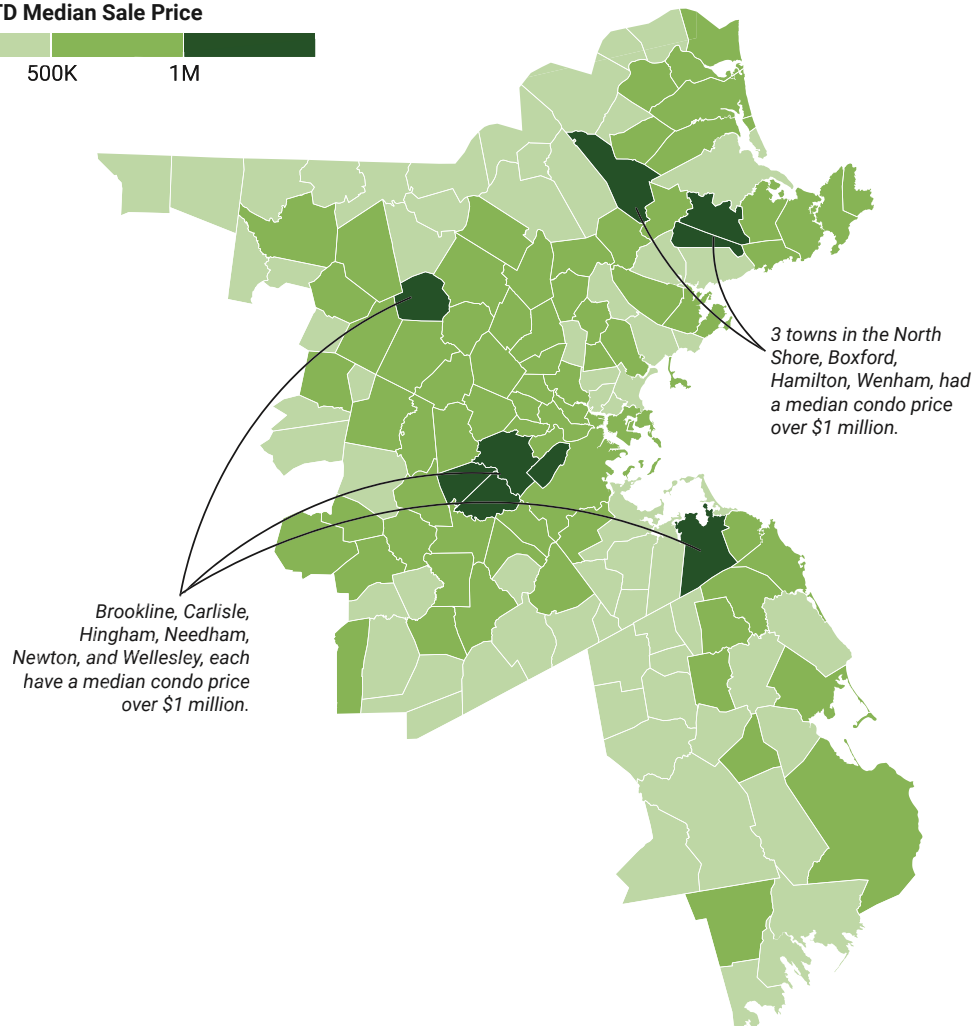 TD Median Sale Price
500K
1M
3 towns in the North
Shore, Boxford,
Hamilton, Wenham, had
a median condo price
over $1 million.
Brookline, Carlisle,
Hingham, Needham,
Newton, and Wellesley, each
have a median condo price
over $1 million.